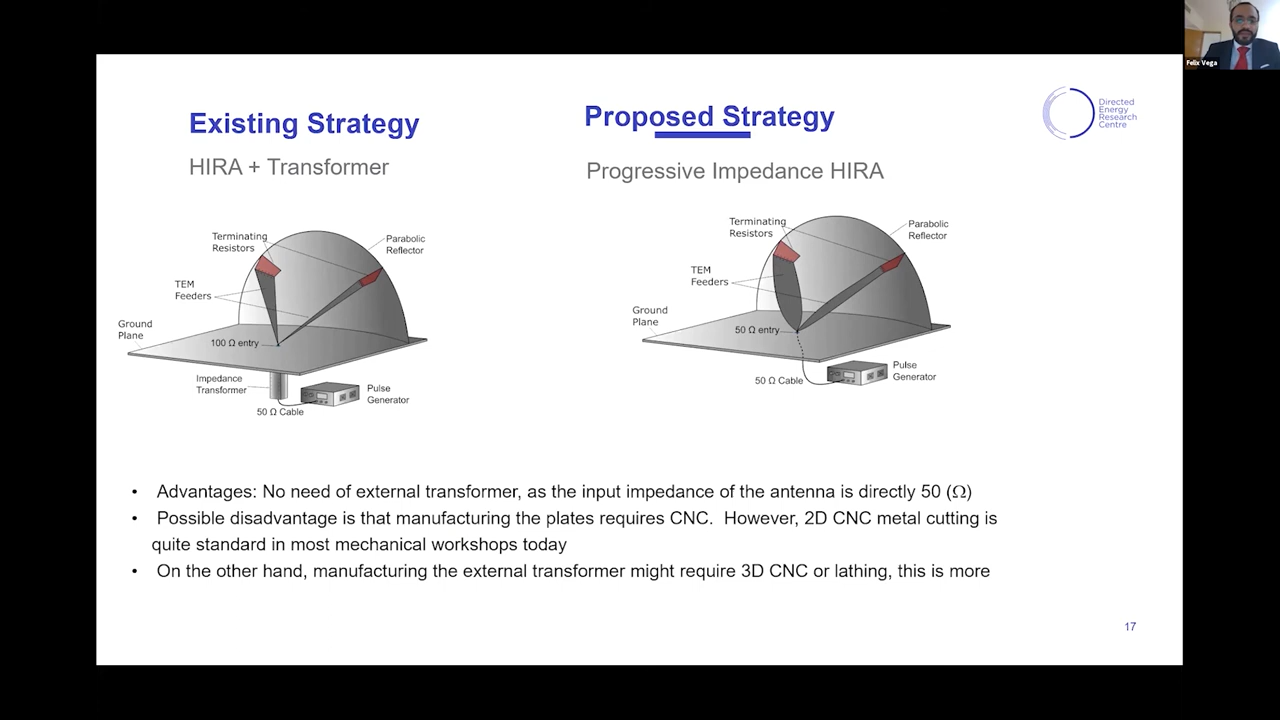 Felix Vega
Existing Strategy
HIRA + Transformer
Terminating
Resistors
Parabolic
Reflector
TEM
Feeders
Ground
Plane
100 Ω entry
Impedance
Transformer
50 Ω Cable
Pulse
Generator
Proposed Strategy
Progressive Impedance HIRA
Terminating
Resistors
Parabolic
Reflector
TEM
Feeders
Ground
Plane
50 Ω entry
50 Ω Cable
Pulse
Generator
Directed
Energy
Research
Centre
• Advantages: No need of external transformer, as the input impedance of the antenna is directly 50 (Ω)
• Possible disadvantage is that manufacturing the plates requires CNC. However, 2D CNC metal cutting is
quite standard in most mechanical workshops today
• On the other hand, manufacturing the external transformer might require 3D CNC or lathing, this is more
17